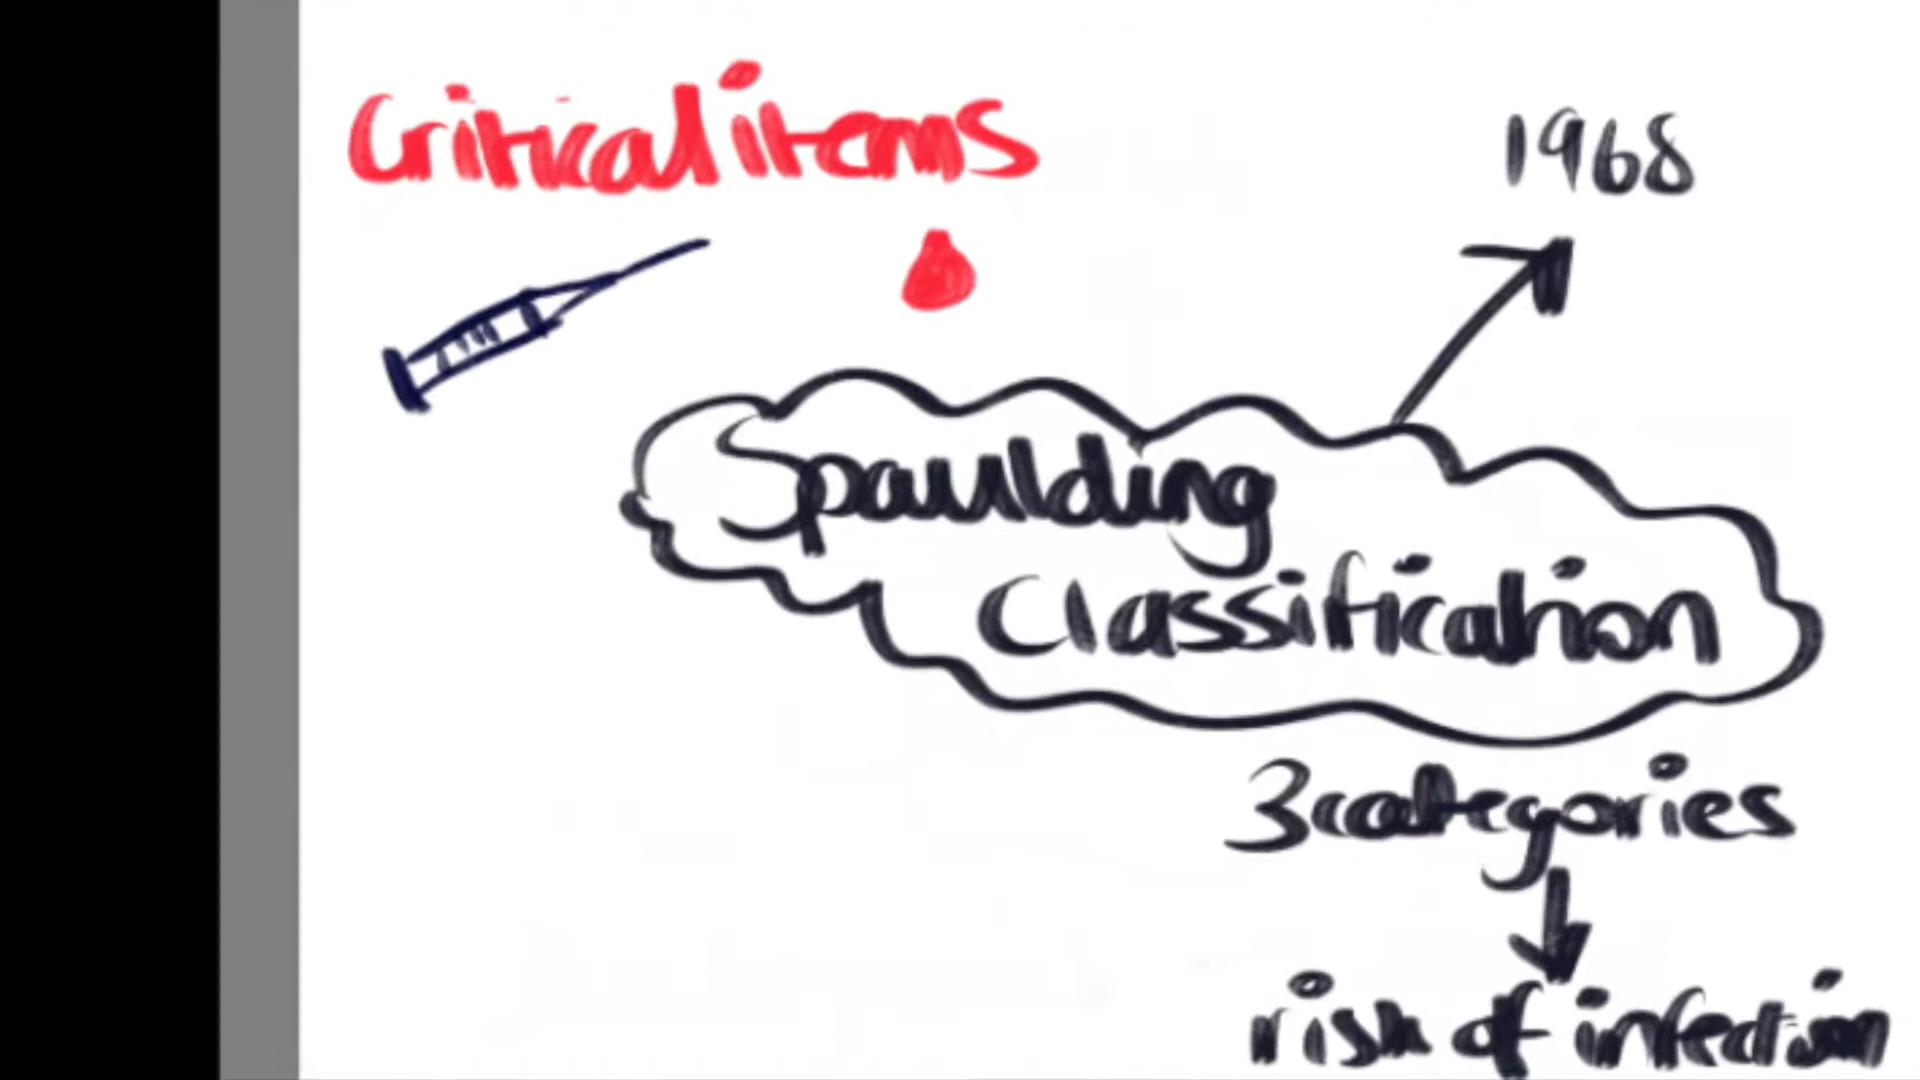 Critical items
1968
Spaulding
Classification
3 categories
risk of infection